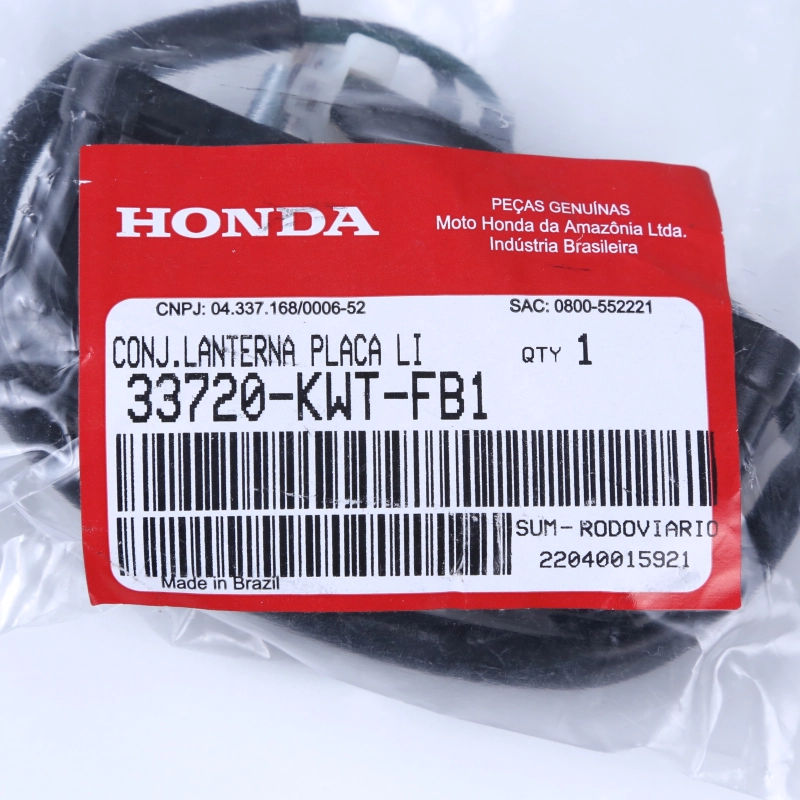 HONDA
PEÇAS GENUÍNAS
Moto Honda da Amazônia Ltda.
Indústria Brasileira
CNPJ: 04.337.168/0006-52
SAC: 0800-552221
CONJ.LANTERNA PLACA LI
QTY 1
33720-KWT-FB1
SUM-RODOVIARIO
22040015921
Made in Brazil